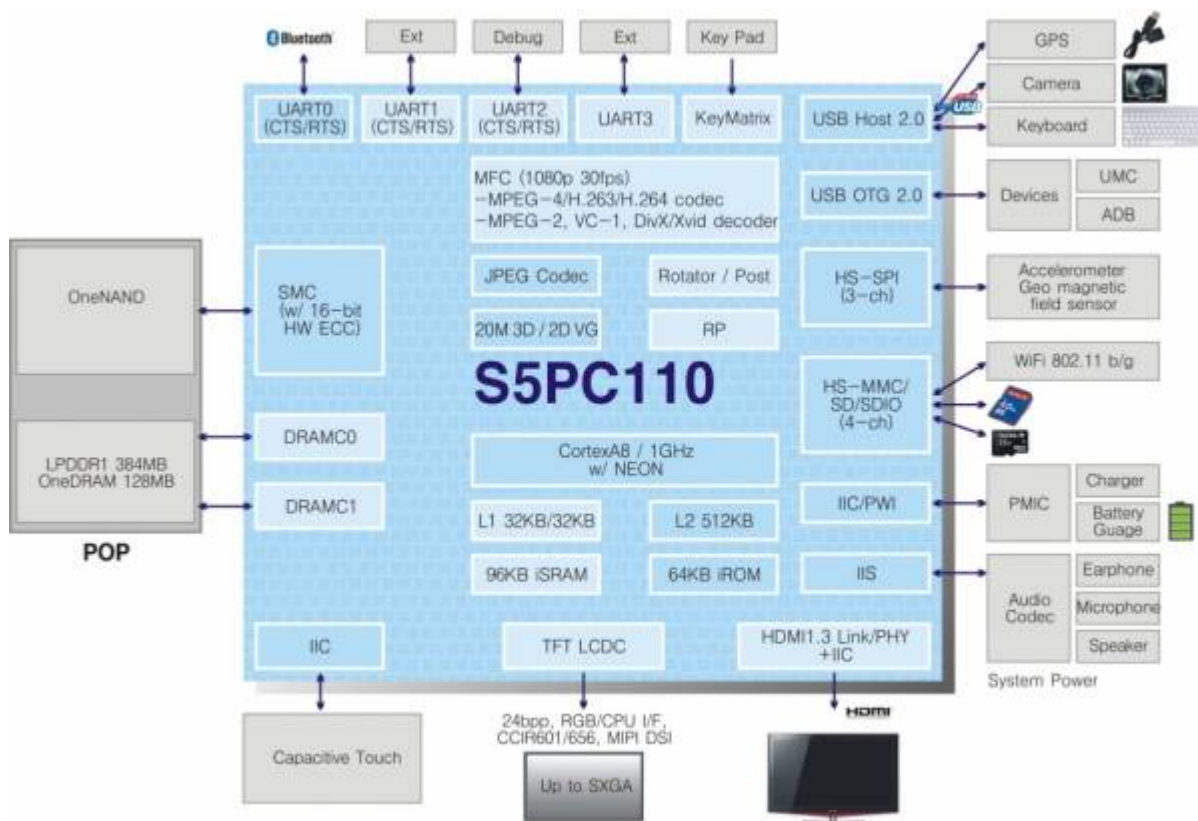 Bluetooth
Ext
Debug
Ext
Key Pad
GPS
Camera
Keyboard
USB
UART0
(CTS/RTS)
UART1
(CTS/RTS)
UART2
(CTS/RTS)
UART3
KeyMatrix
USB Host 2.0
MFC (1080p 30fps)
-MPEG-4/H.263/H.264 codec
-MPEG-2, VC-1, DivX/Xvid decoder
USB OTG 2.0
Devices
UMC
ADB
OneNAND
SMC
(w/ 16-bit
HW ECC)
JPEG Codec
Rotator / Post
HS-SPI
(3-ch)
Accelerometer
Geo magnetic
field sensor
20M 3D / 2D VG
RP
S5PC110
HS-MMC/
SD/SDIO
(4-ch)
WiFi 802.11 b/g
LPDDR1 384MB
OneDRAM 128MB
POP
DRAMC0
DRAMC1
CortexA8 / 1GHz
w/ NEON
L1 32KB/32KB
L2 512KB
96KB iSRAM
64KB iROM
IIC/PWI
PMIC
Charger
Battery
Guage
IIS
Audio
Codec
Earphone
Microphone
Speaker
System Power
IIC
TFT LCDC
HDMI1.3 Link/PHY
+IIC
Capacitive Touch
24bpp, RGB/CPU I/F,
CCIR601/656, MIPI DSI
Up to SXGA
HDMI